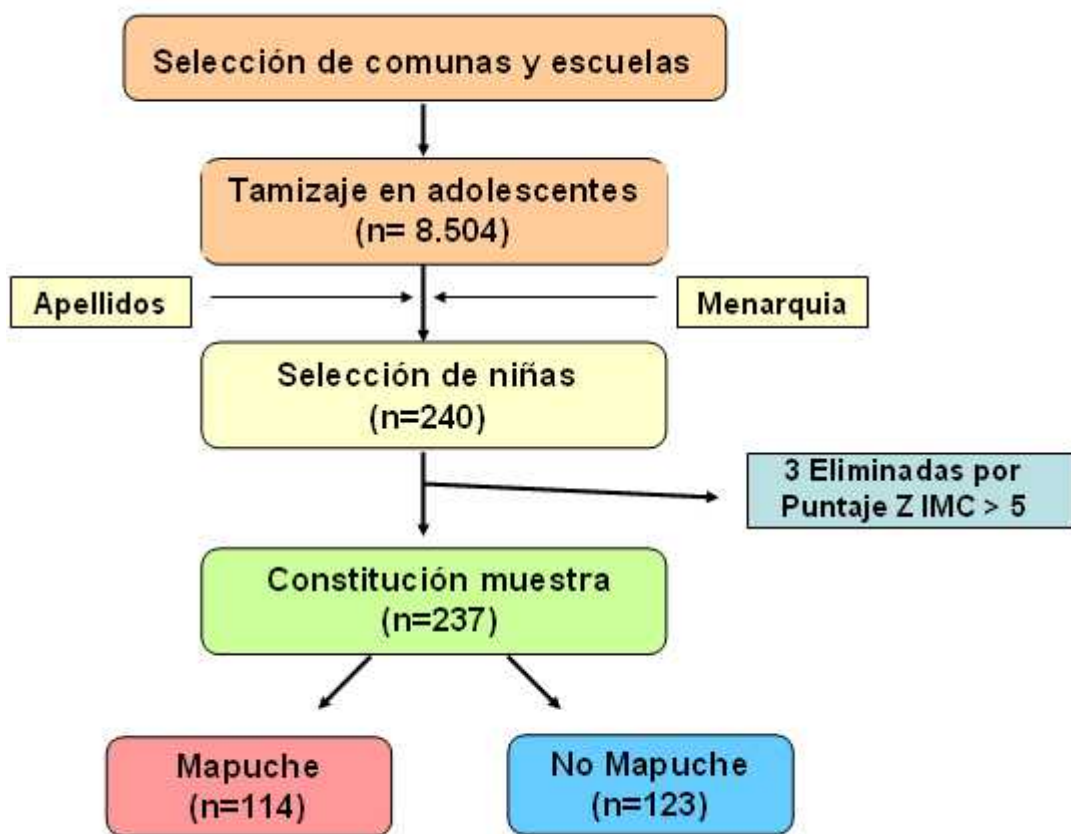 Selección de comunas y escuelas
Tamizaje en adolescentes
(n= 8.504)
Apellidos
Menarquia
Selección de niñas
(n=240)
3 Eliminadas por
Puntaje Z IMC > 5
Constitución muestra
(n=237)
Mapuche
(n=114)
No Mapuche
(n=123)